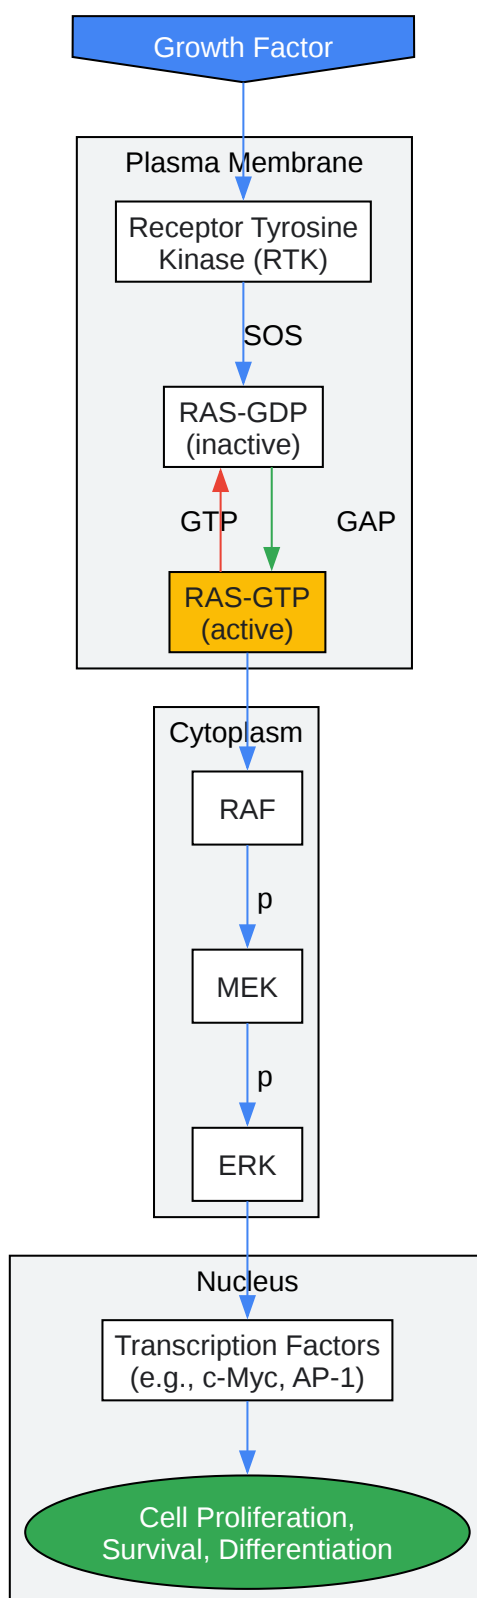 Growth Factor
Plasma Membrane
Receptor Tyrosine
Kinase (RTK)
SOS
RAS-GDP
(inactive)
GTP
GAP
RAS-GTP
(active)
Cytoplasm
RAF
p
MEK
p
ERK
Nucleus
Transcription Factors
(e.g., c-Myc, AP-1)
Cell Proliferation,
Survival, Differentiation